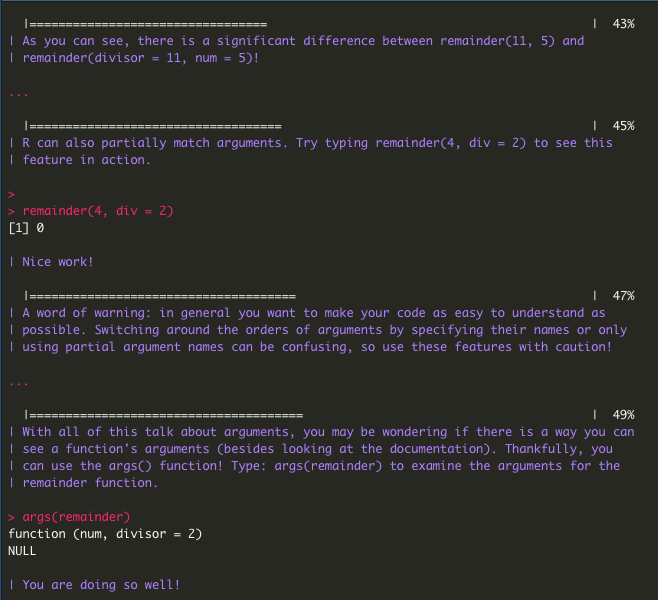 |=================================                                             |  43%
| As you can see, there is a significant difference between remainder(11, 5) and
| remainder(divisor = 11, num = 5)!
...
|===================================                                           |  45%
| R can also partially match arguments. Try typing remainder(4, div = 2) to see this
| feature in action.
>
> remainder(4, div = 2)
[1] 0
| Nice work!
|=====================================                                         |  47%
| A word of warning: in general you want to make your code as easy to understand as
| possible. Switching around the orders of arguments by specifying their names or only
| using partial argument names can be confusing, so use these features with caution!
...
|======================================                                        |  49%
| With all of this talk about arguments, you may be wondering if there is a way you can
| see a function's arguments (besides looking at the documentation). Thankfully, you
| can use the args() function! Type: args(remainder) to examine the arguments for the
| remainder function.
> args(remainder)
function (num, divisor = 2)
NULL
| You are doing so well!